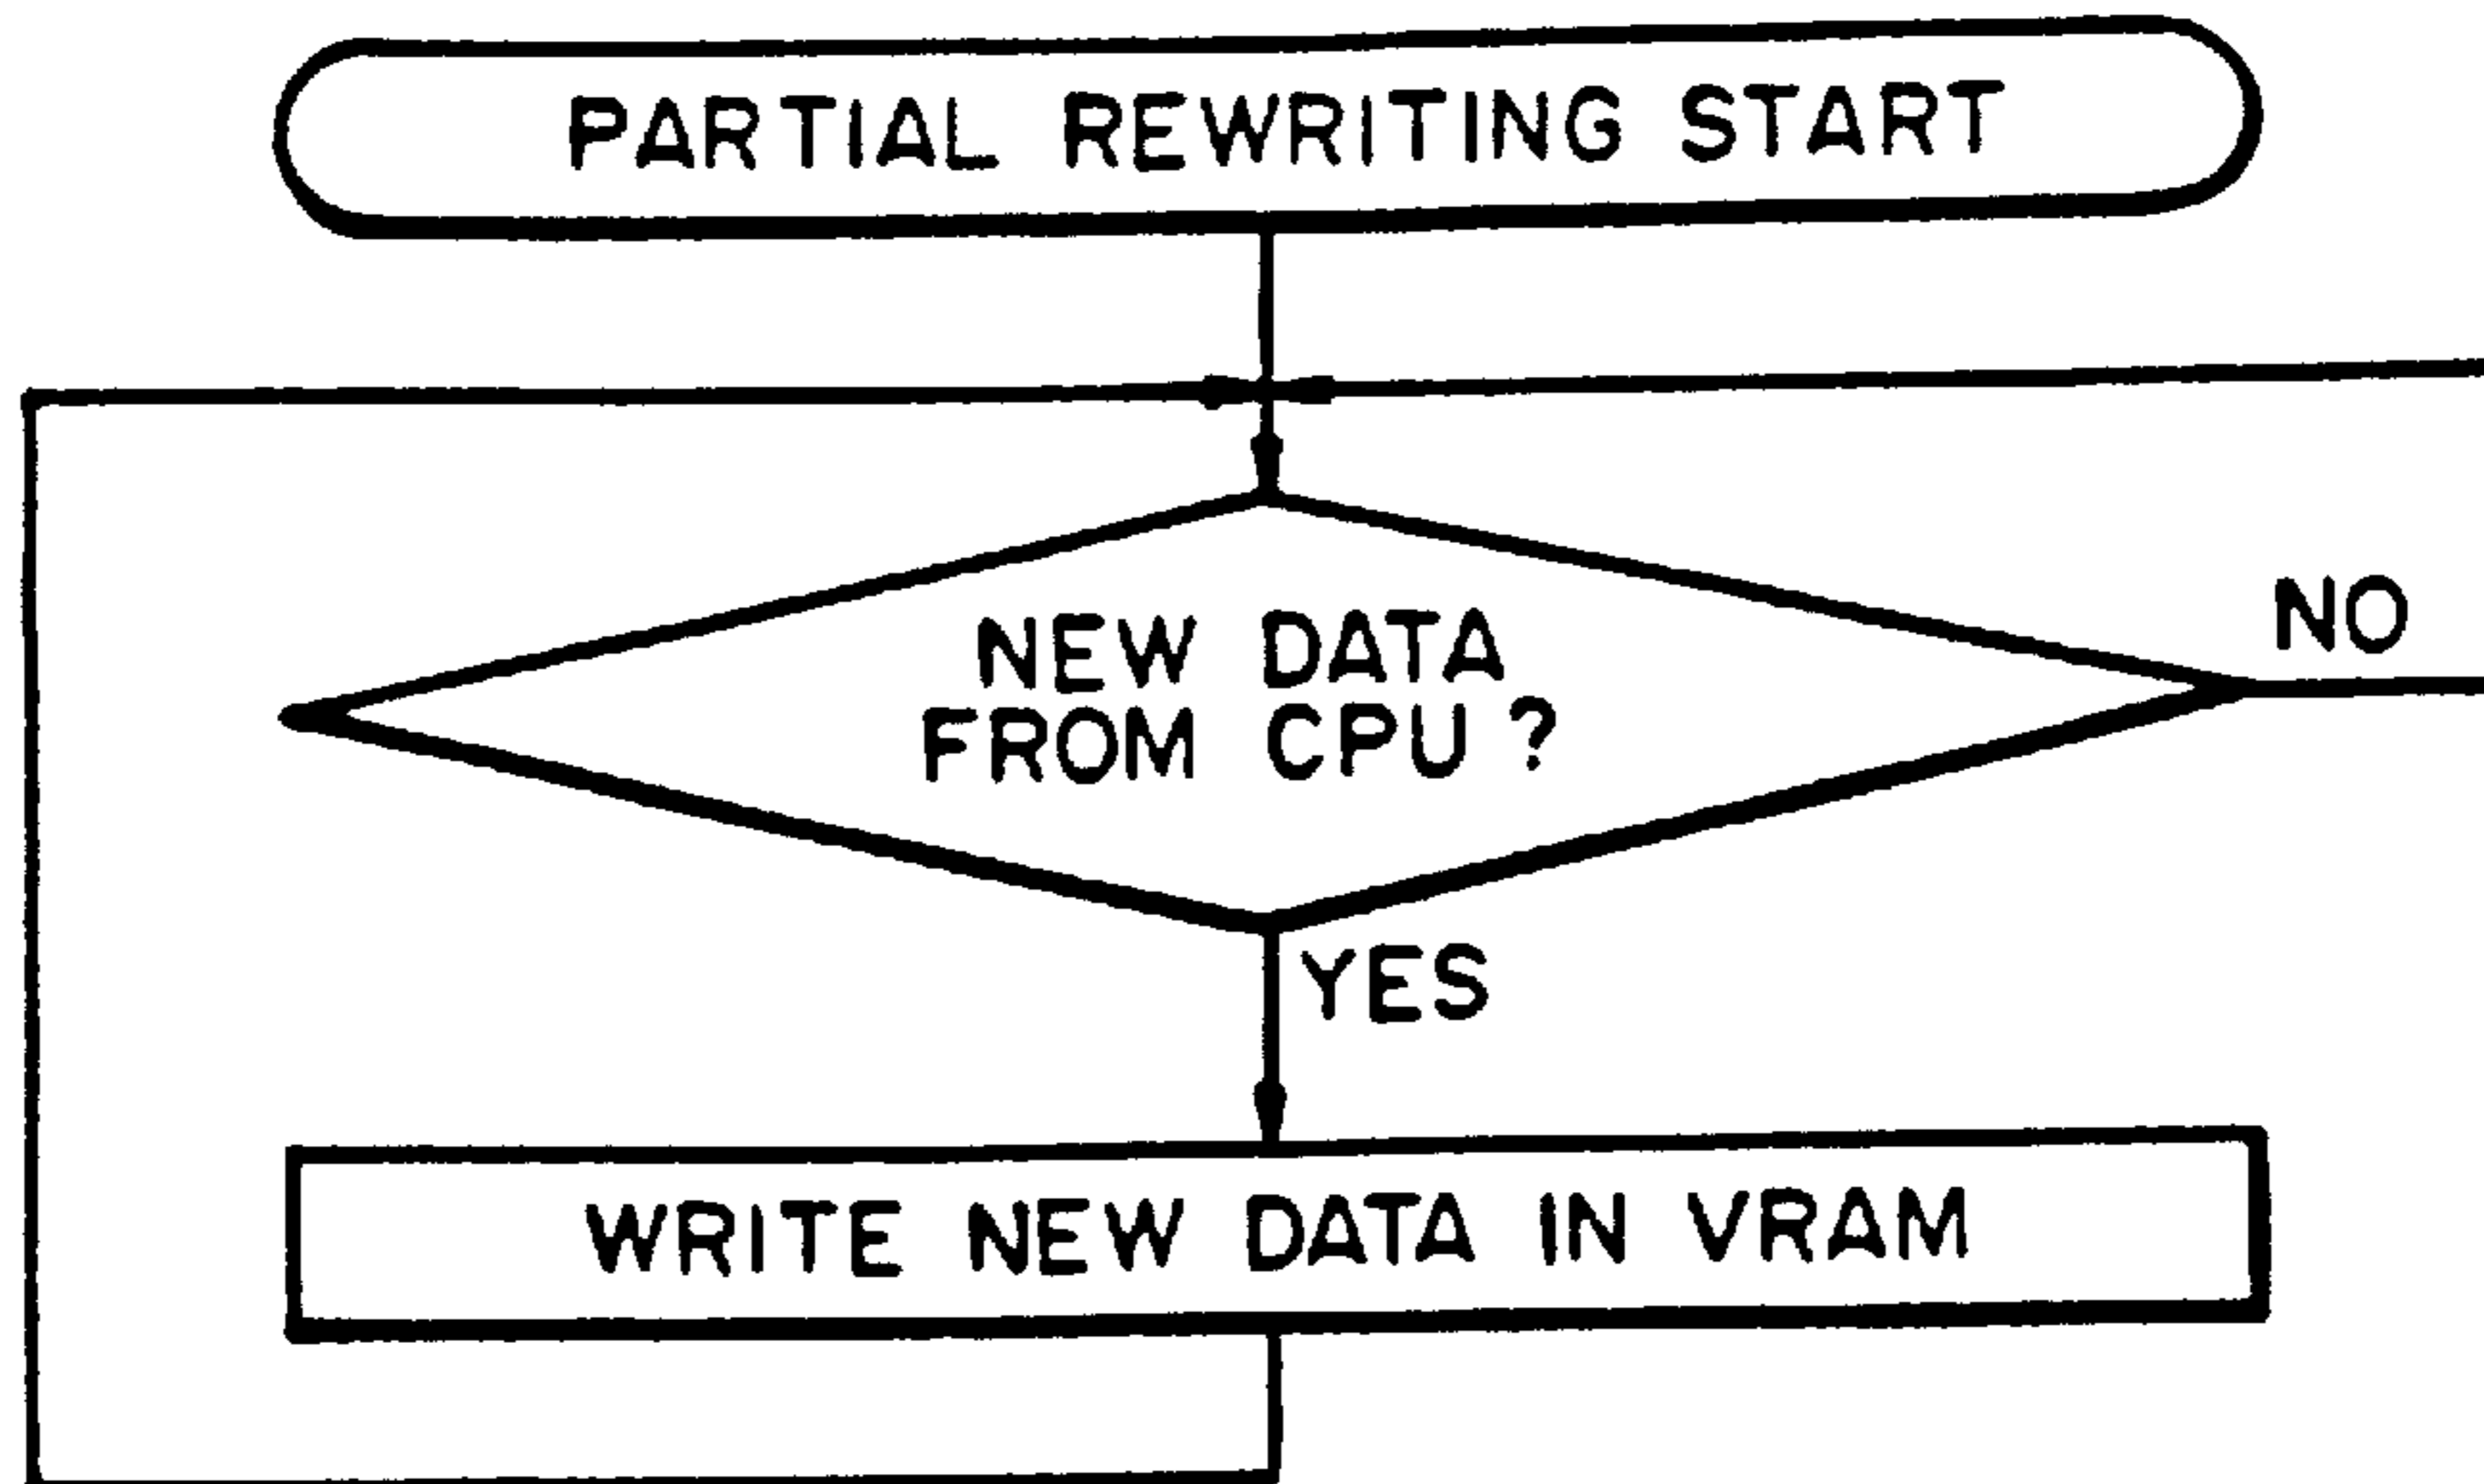 PARTIAL REWRITING START
NEW DATA
FROM CPU ?
NO
YES
WRITE NEW DATA IN VRAM